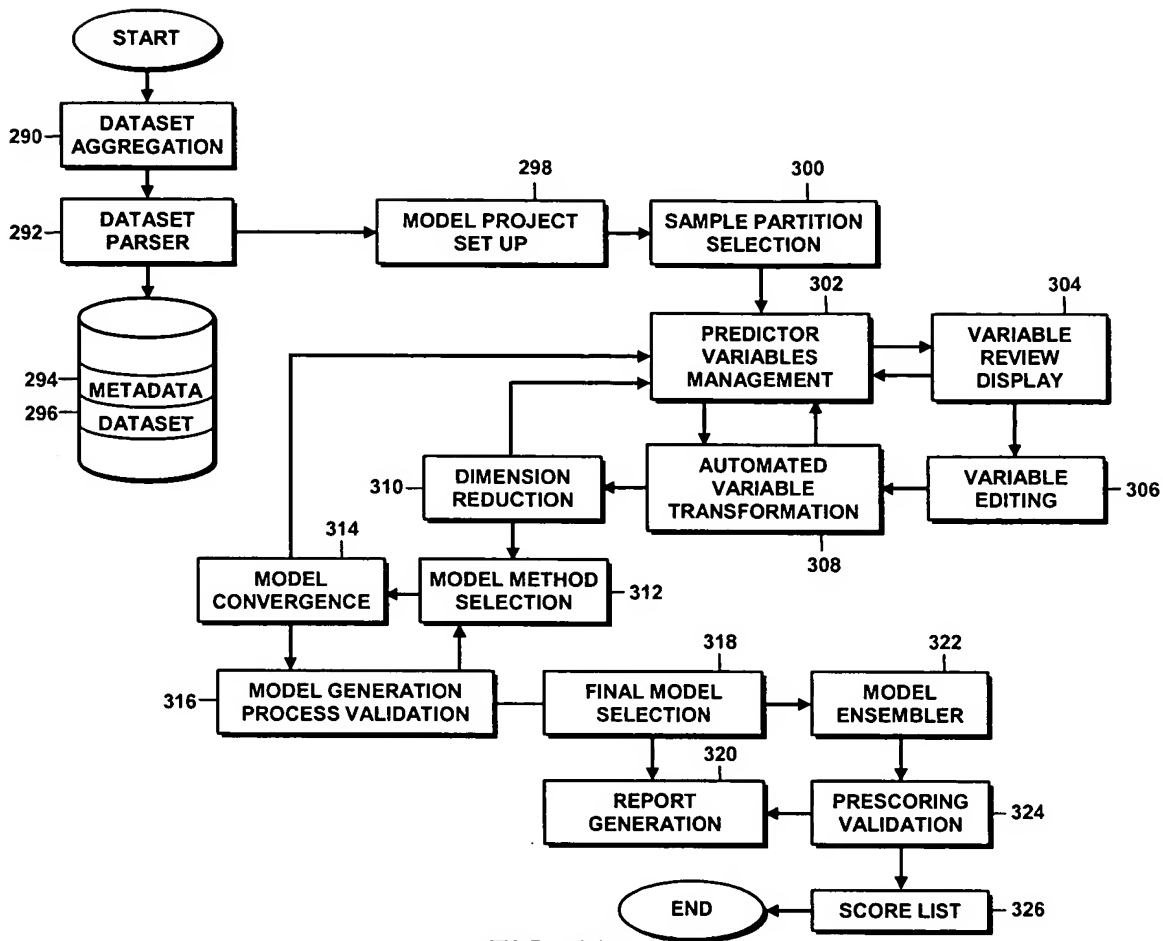 START
290
DATASET
AGGREGATION
298
300
292
DATASET
PARSER
MODEL PROJECT
SET UP
SAMPLE PARTITION
SELECTION
302
304
PREDICTOR
VARIABLES
MANAGEMENT
VARIABLE
REVIEW
DISPLAY
294
METADATA
296
DATASET
310
DIMENSION
REDUCTION
AUTOMATED
VARIABLE
TRANSFORMATION
VARIABLE
EDITING
306
308
314
MODEL
CONVERGENCE
MODEL METHOD
SELECTION
312
318
322
316
MODEL GENERATION
PROCESS VALIDATION
FINAL MODEL
SELECTION
MODEL
ENSEMBLER
320
REPORT
GENERATION
PRESCORING
VALIDATION
324
END
SCORE LIST
326